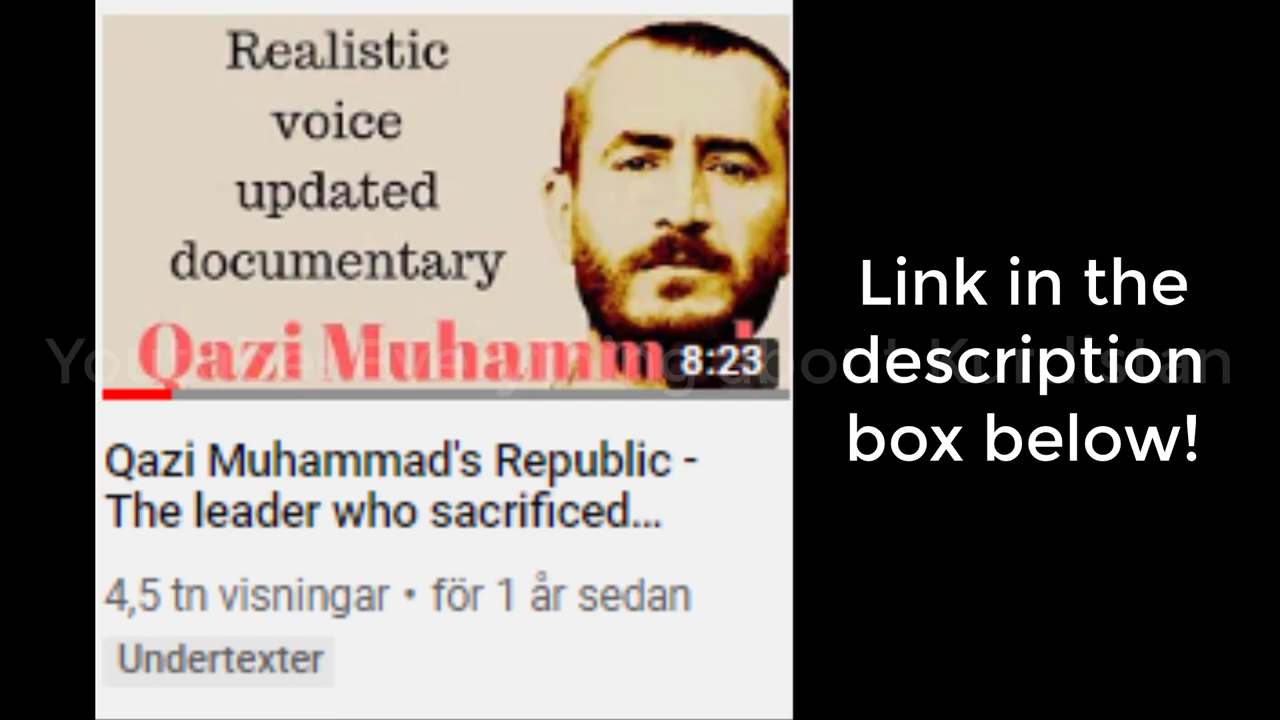 Realistic
voice
updated
documentary
Qazi Muhammad
8:23
Qazi Muhammad's Republic -
The leader who sacrificed...
4,5 tn visningar • för 1 år sedan
Undertexter
Link in the
description
box below!